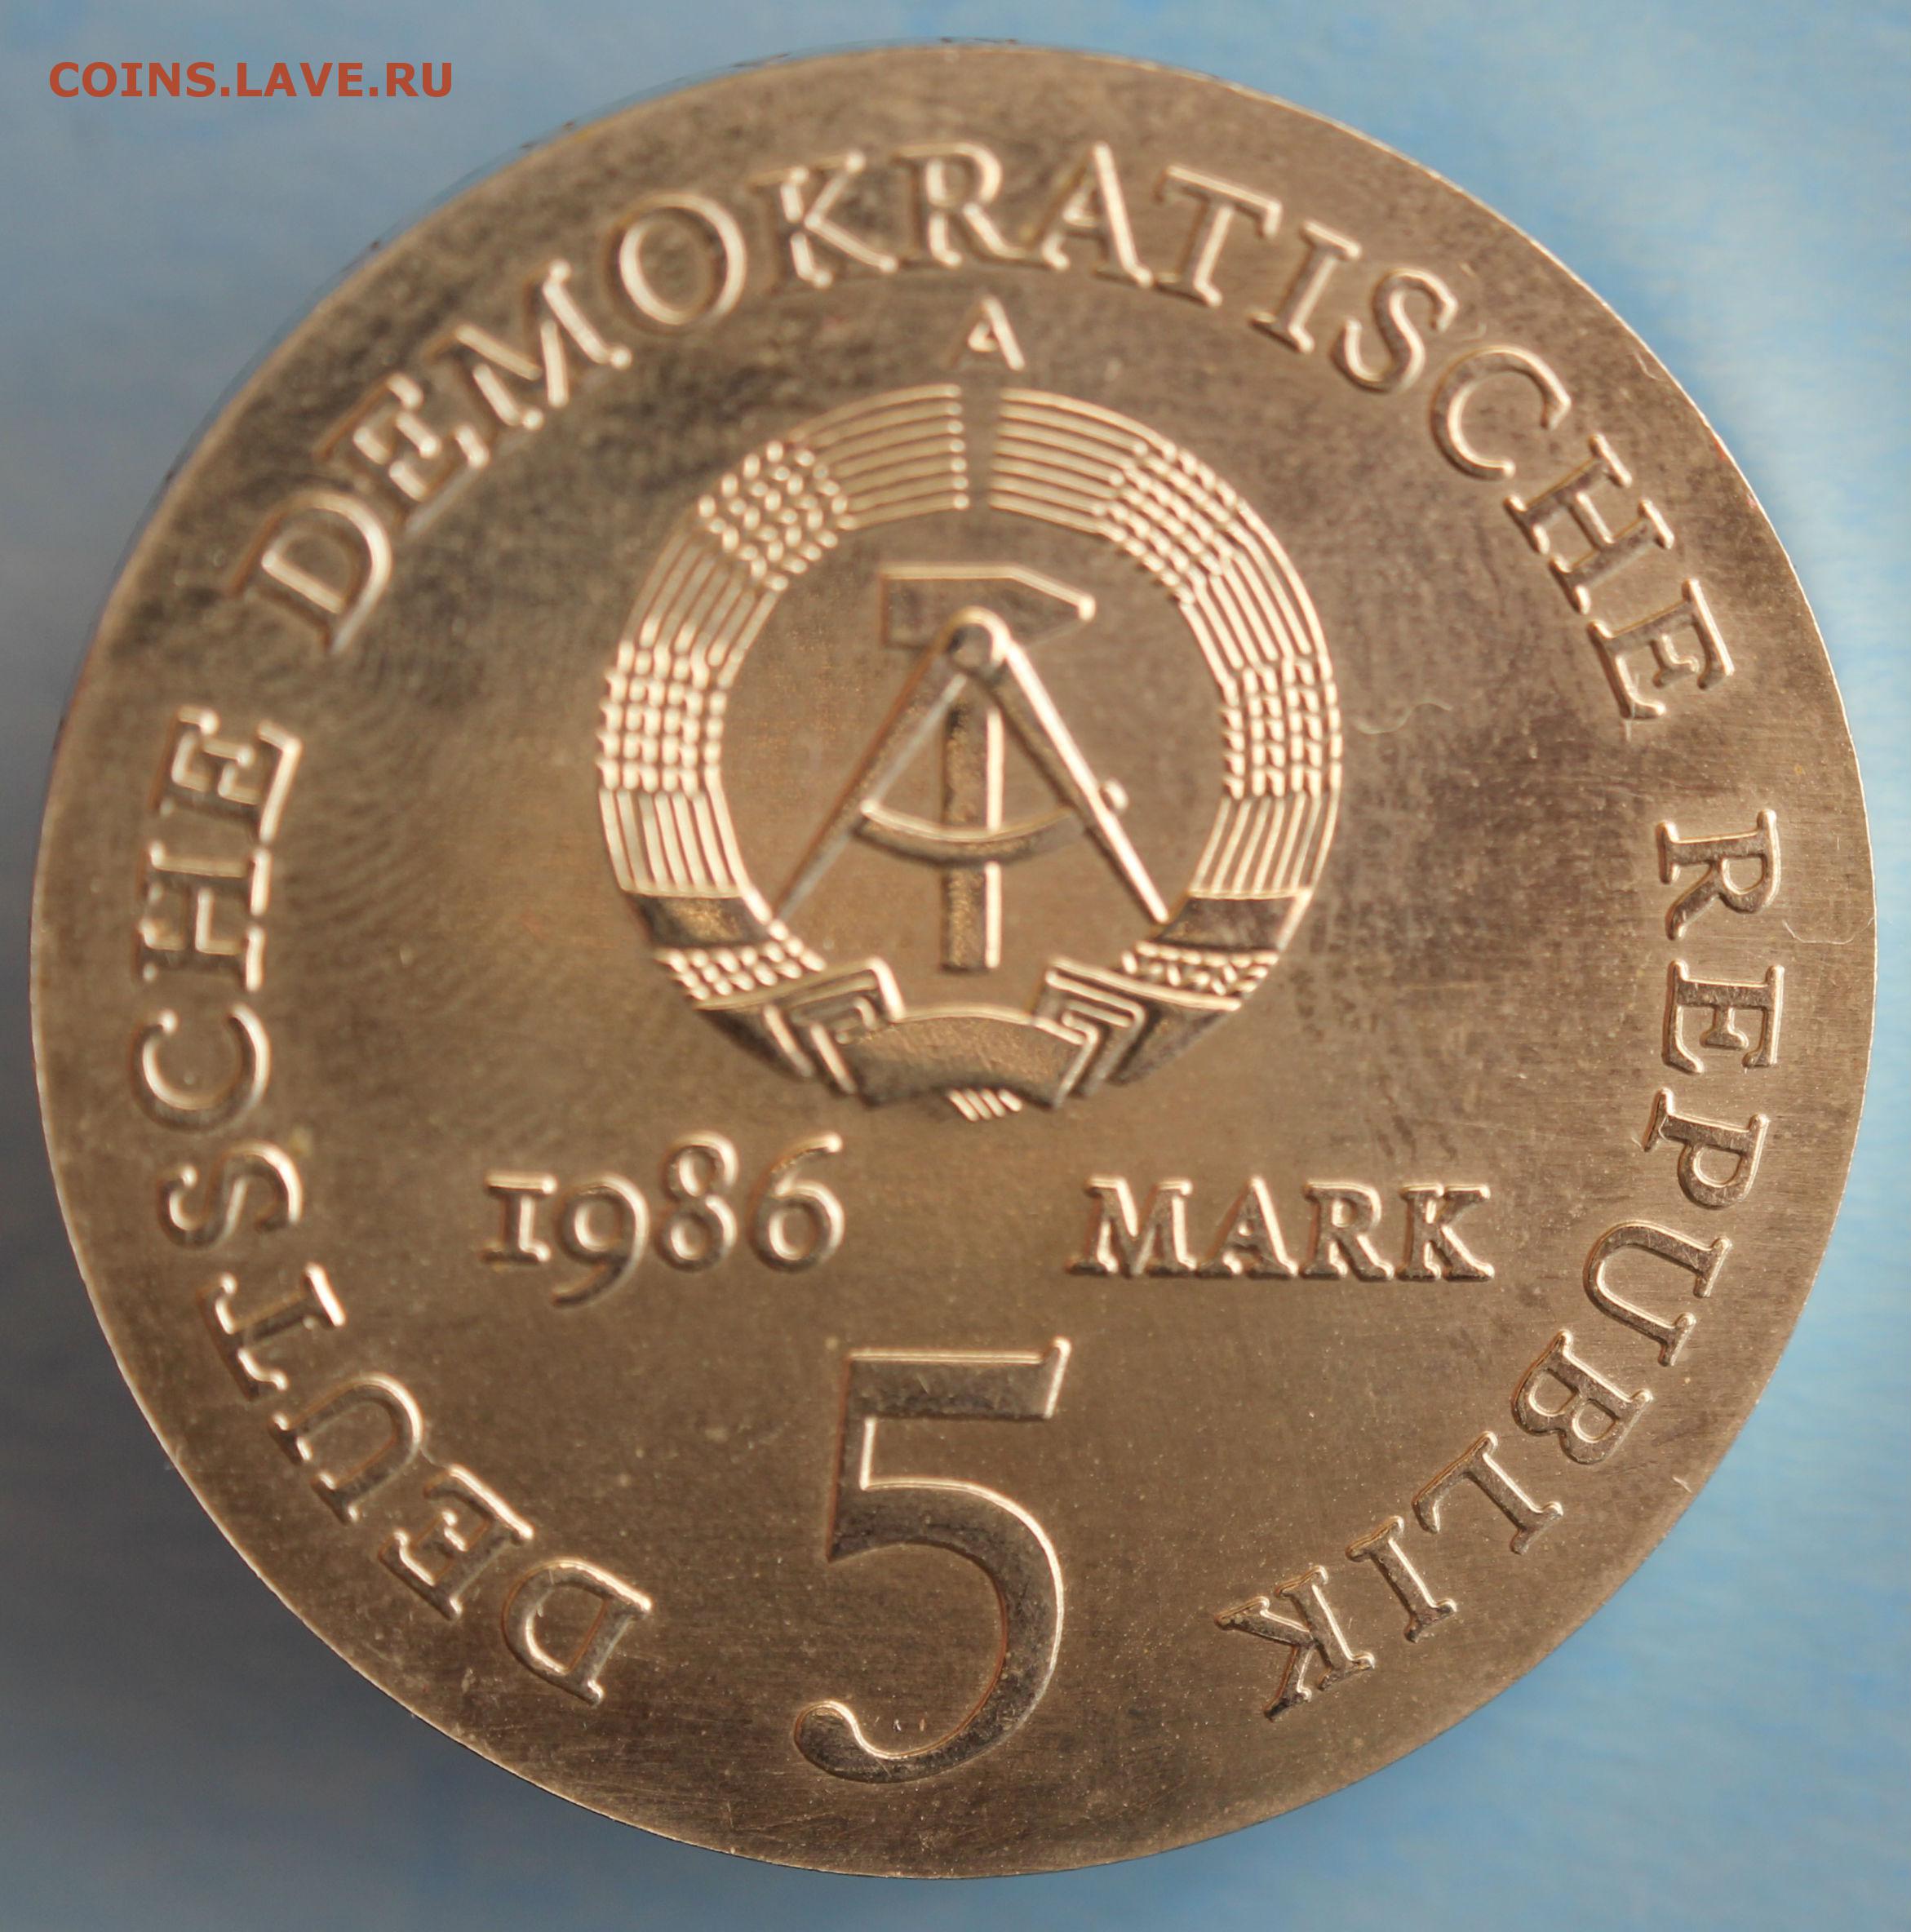 COINS.LAVE.RU
DEUTSCHE DEMOKRATISCHE REPUBLIK
A
1986 MARK
5